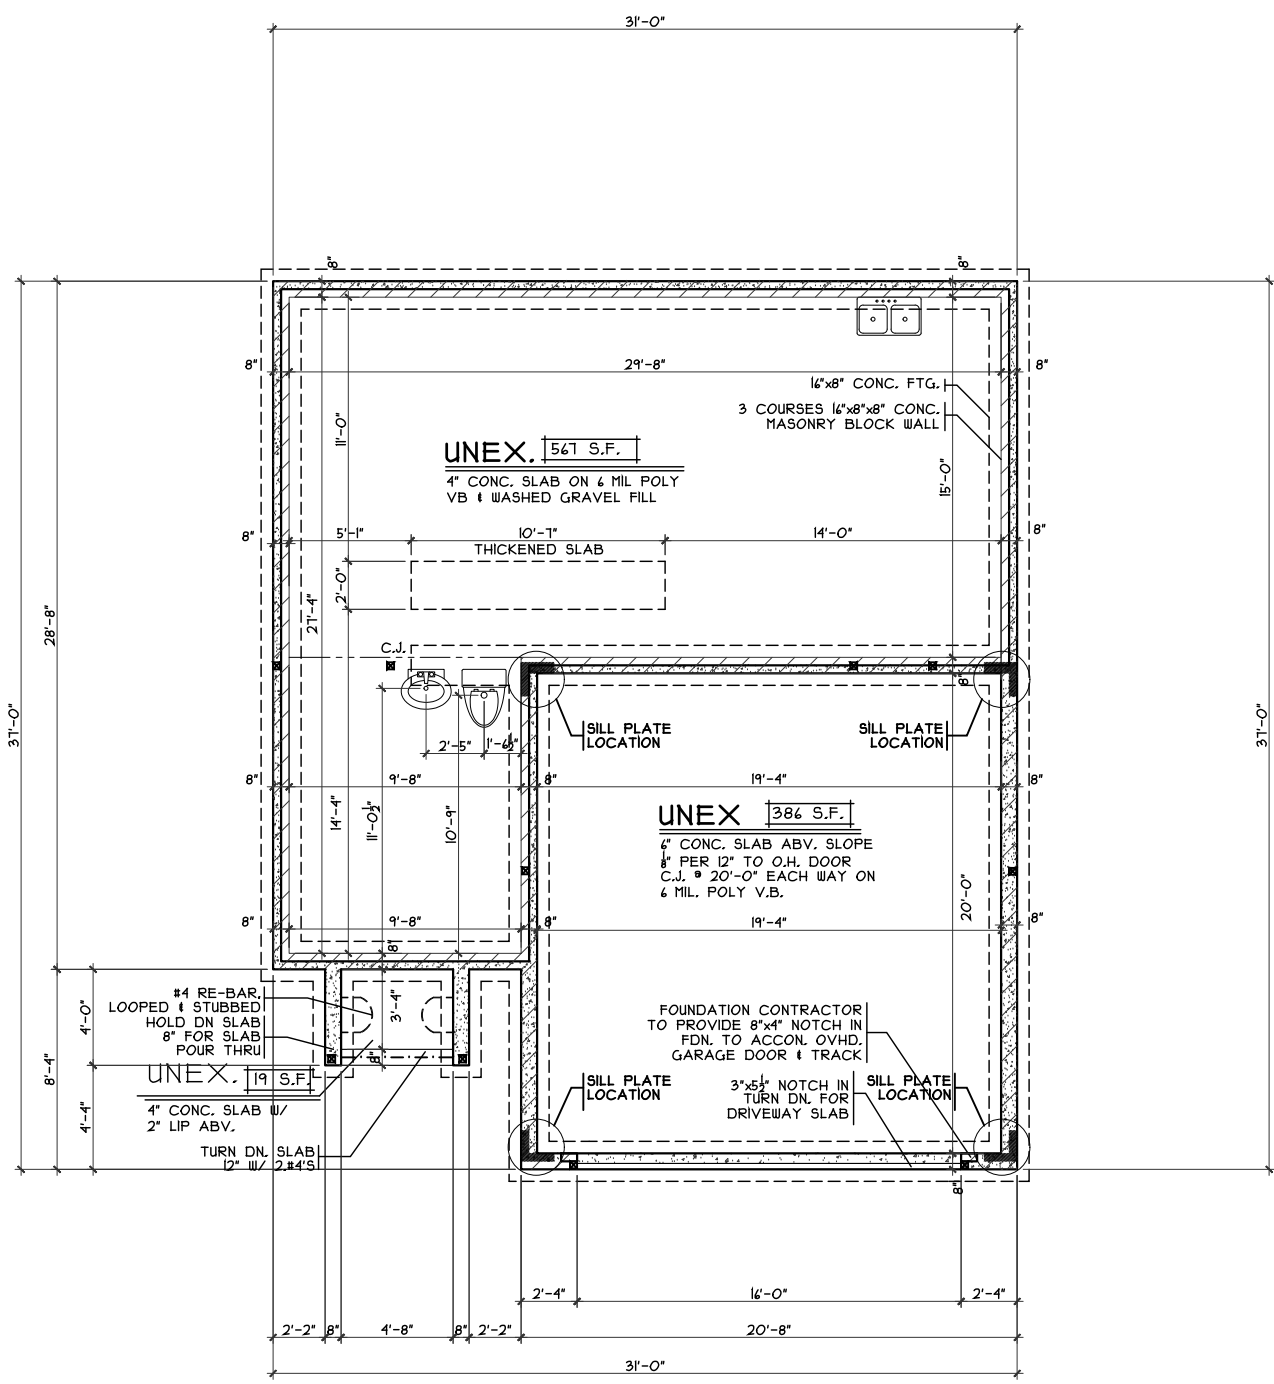 31'-0"
8"
8"
8"
29'-8"
8"
16"x8" CONC. FTG.
3 COURSES 16"x8"x8" CONC.
MASONRY BLOCK WALL
11'-0"
UNEX. 567 S.F.
4" CONC. SLAB ON 6 MIL POLY
VB & WASHED GRAVEL FILL
15'-0"
8"
5'-1"
10'-7"
14'-0"
8"
THICKENED SLAB
2'-0"
28'-8"
27'-4"
C.J.
8"
37'-0"
37'-0"
SILL PLATE
LOCATION
SILL PLATE
LOCATION
2'-5"
1'-6½"
8"
9'-8"
8"
19'-4"
8"
14'-4"
11'-0½"
10'-9"
UNEX 386 S.F.
6" CONC. SLAB ABV. SLOPE
⅛" PER 12" TO O.H. DOOR
C.J. @ 20'-0" EACH WAY ON
6 MIL. POLY V.B.
20'-0"
8"
9'-8"
8"
19'-4"
8"
8"
#4 RE-BAR,
LOOPED & STUBBED
HOLD DN SLAB
8" FOR SLAB
POUR THRU
4'-0"
3'-4"
8"
FOUNDATION CONTRACTOR
TO PROVIDE 8"x4" NOTCH IN
FDN. TO ACCON. OVHD.
GARAGE DOOR & TRACK
8'-4"
UNEX. 19 S.F.
4" CONC. SLAB W/
2" LIP ABV.
4'-4"
SILL PLATE
LOCATION
3"x5½" NOTCH IN
TURN DN. FOR
DRIVEWAY SLAB
SILL PLATE
LOCATION
TURN DN. SLAB
12" W/ 2.#4'S
8"
2'-4"
16'-0"
2'-4"
2'-2"
8"
4'-8"
8"
2'-2"
20'-8"
31'-0"